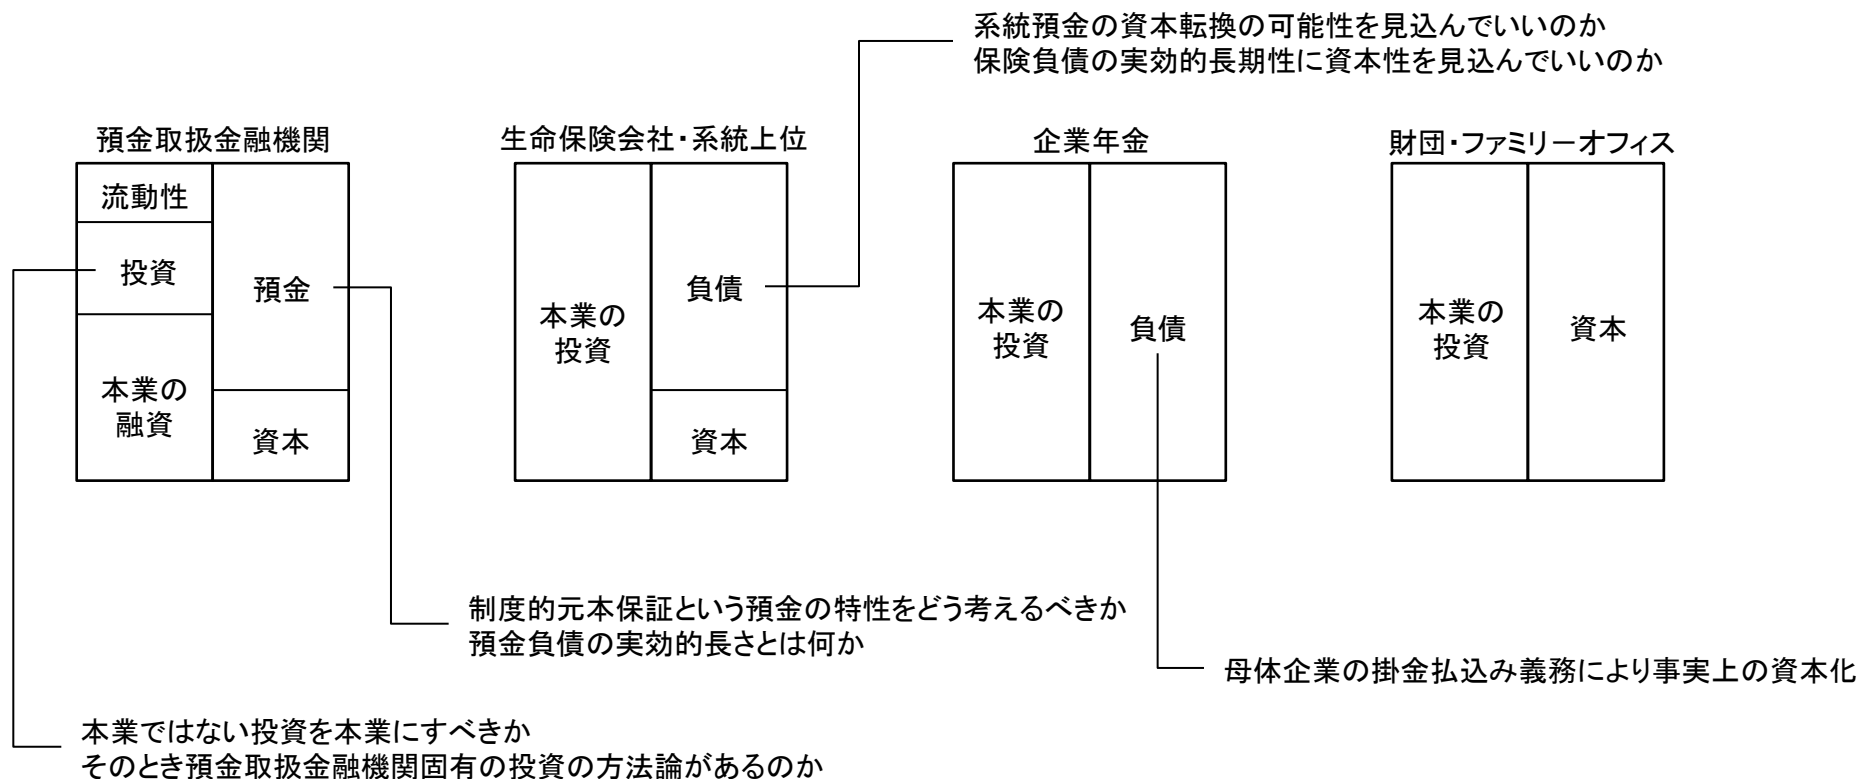 系統預金の資本転換の可能性を見込んでいいのか
保険負債の実効的長期性に資本性を見込んでいいのか
預金取扱金融機関
流動性
投資
本業の
融資
預金
資本
生命保険会社・系統上位
本業の
投資
負債
資本
企業年金
本業の
投資
負債
財団・ファミリーオフィス
本業の
投資
資本
制度的元本保証という預金の特性をどう考えるべきか
預金負債の実効的長さとは何か
母体企業の掛金払込み義務により事実上の資本化
本業ではない投資を本業にすべきか
そのとき預金取扱金融機関固有の投資の方法論があるのか